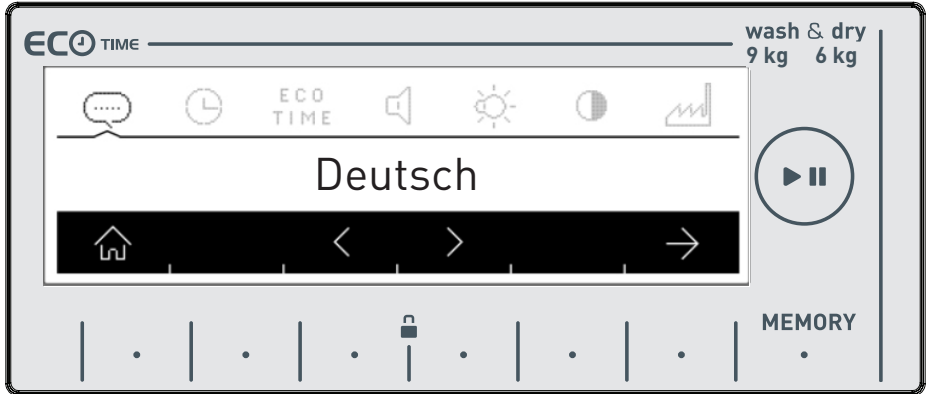 ECO TIME
wash & dry
9 kg 6 kg
ECO
TIME
Deutsch
MEMORY